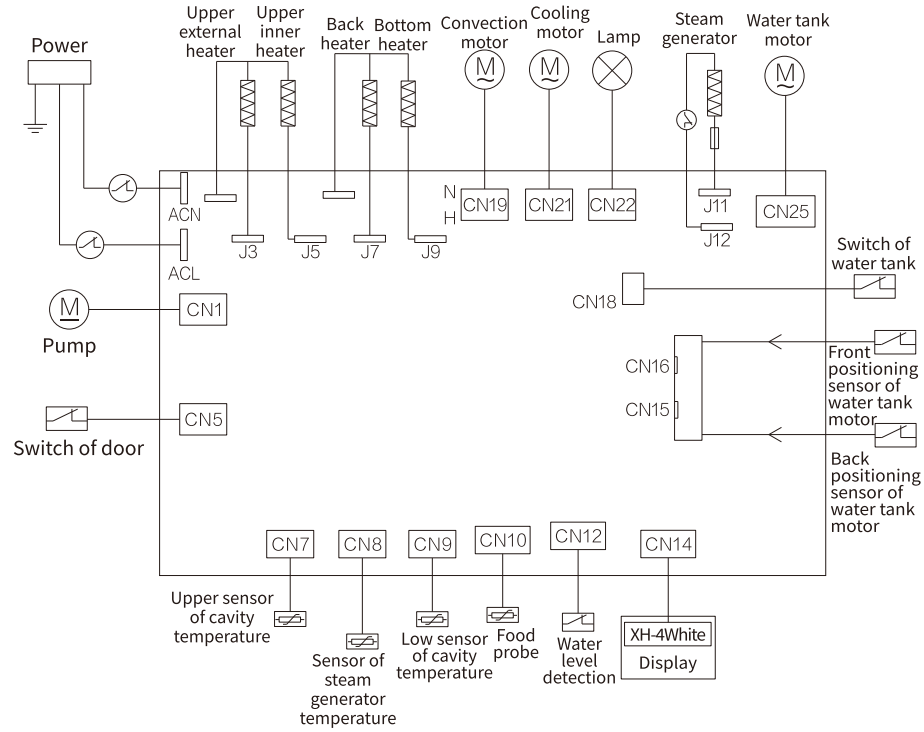 Power
Upper
external
heater
Upper
inner
heater
Back
heater
Bottom
heater
Convection
motor
Cooling
motor
Lamp
Steam
generator
Water tank
motor
M
M
M
ACN
ACL
J3
J5
J7
J9
N
H
CN19
CN21
CN22
J11
J12
CN25
Switch of
water tank
CN18
M
Pump
CN1
CN16
CN15
Front
positioning
sensor of
water tank
motor
Switch of door
CN5
Back
positioning
sensor of
water tank
motor
CN7
CN8
CN9
CN10
CN12
CN14
Upper sensor
of cavity
temperature
Sensor of
steam
generator
temperature
Low sensor
of cavity
temperature
Food
probe
Water
level
detection
XH-4White
Display